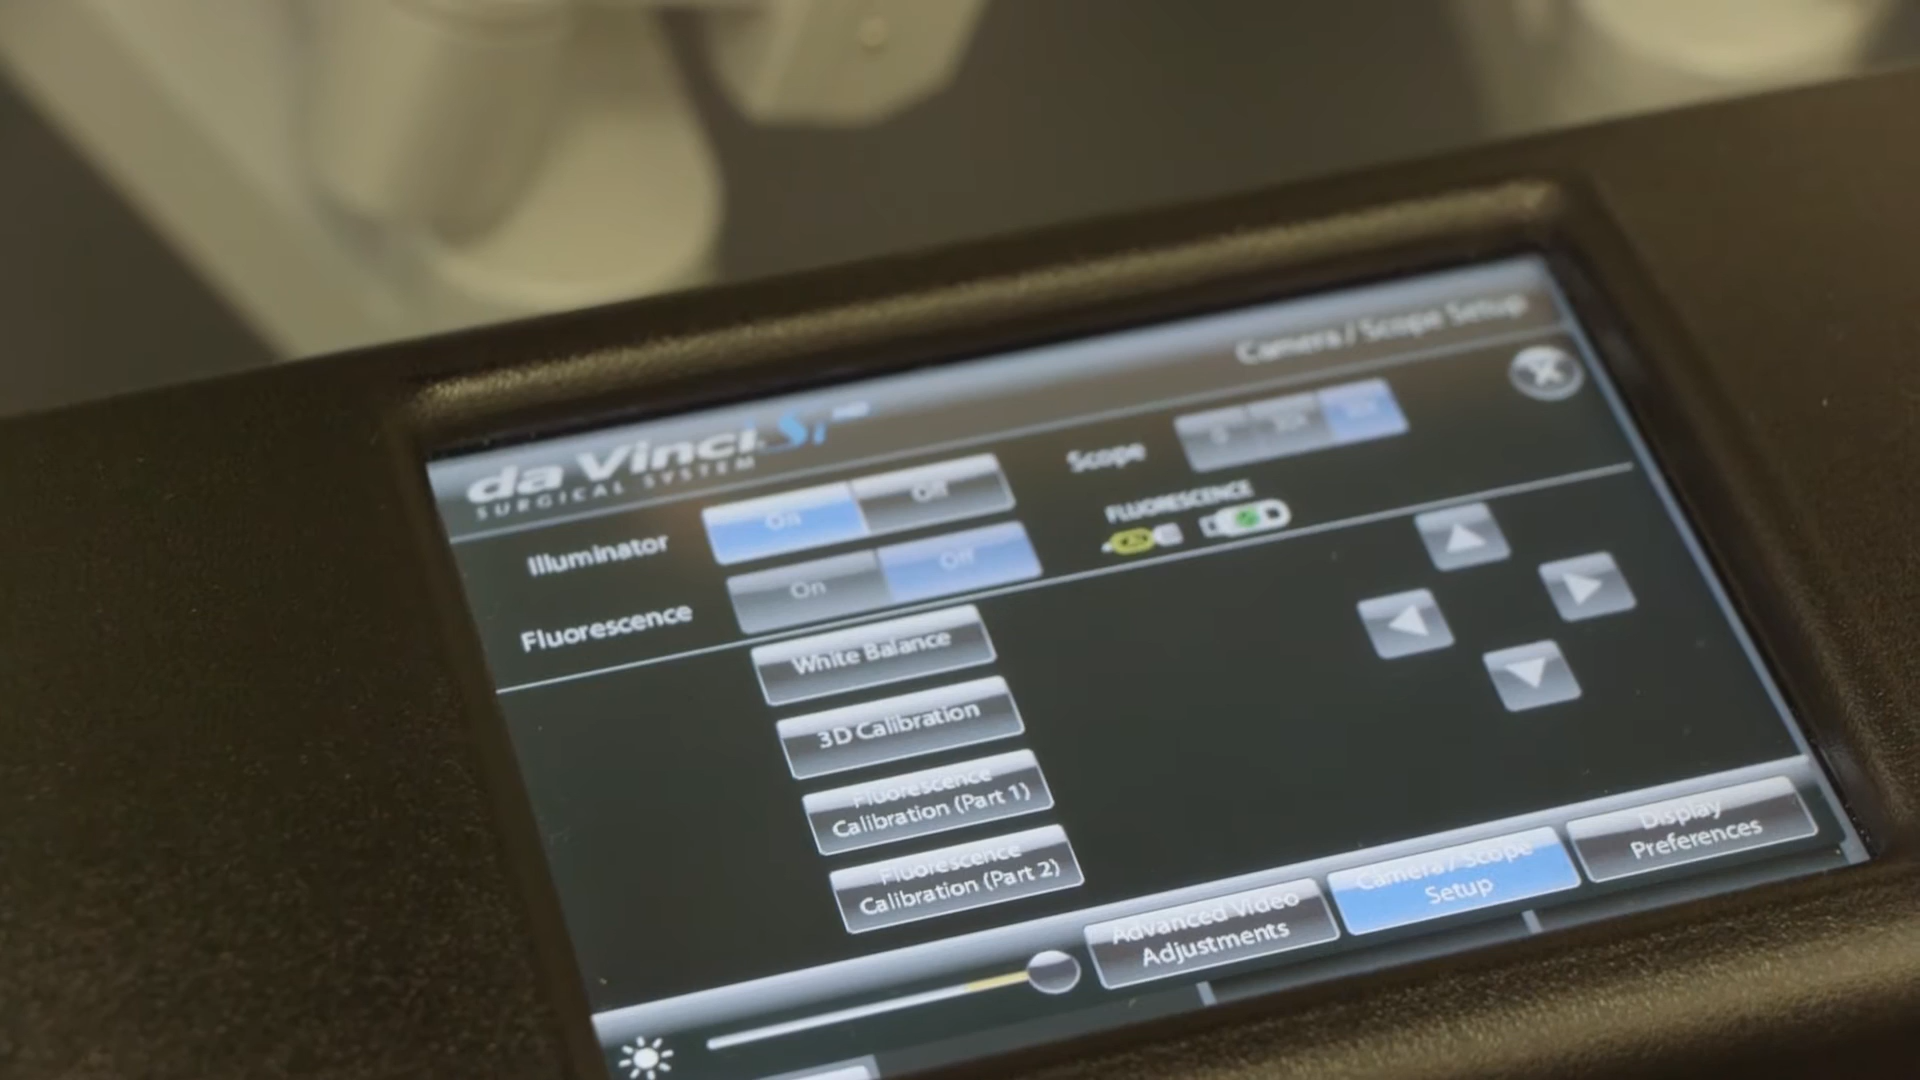 Camera / Scope Setup
da Vinci Si HD
SURGICAL SYSTEM
Illuminator
On
Off
Scope
FLUORESCENCE
Fluorescence
On
Off
White Balance
3D Calibration
Fluorescence
Calibration (Part 1)
Fluorescence
Calibration (Part 2)
Advanced Video
Adjustments
Camera / Scope
Setup
Display
Preferences